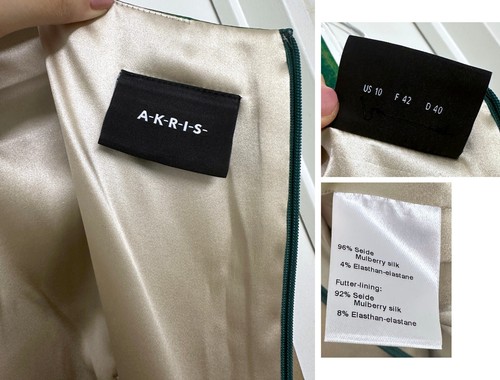 A-K-R-I-S-
US 10 F 42 D 40
96% Seide
Mulberry silk
4% Elasthan-elastane
Futter-lining:
92% Seide
Mulberry silk
8% Elasthan-elastane